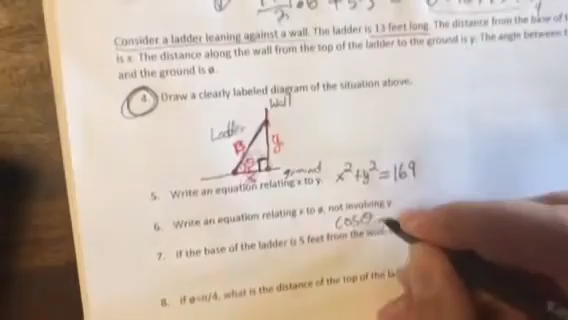 Consider a ladder leaning against a wall. The ladder is 13 feet long. The distance from the base of
is x. The distance along the wall from the top of the ladder to the ground is y. The angle between
and the ground is ø.
4. Draw a clearly labeled diagram of the situation above.
Wall
Ladder
13
y
θ
x
ground
5. Write an equation relating x to y. x²+y²=169
6. Write an equation relating x to ø, not involving y
cosθ
7. If the base of the ladder is 5 feet from the wall
8. If ø=π/4, what is the distance of the top of the